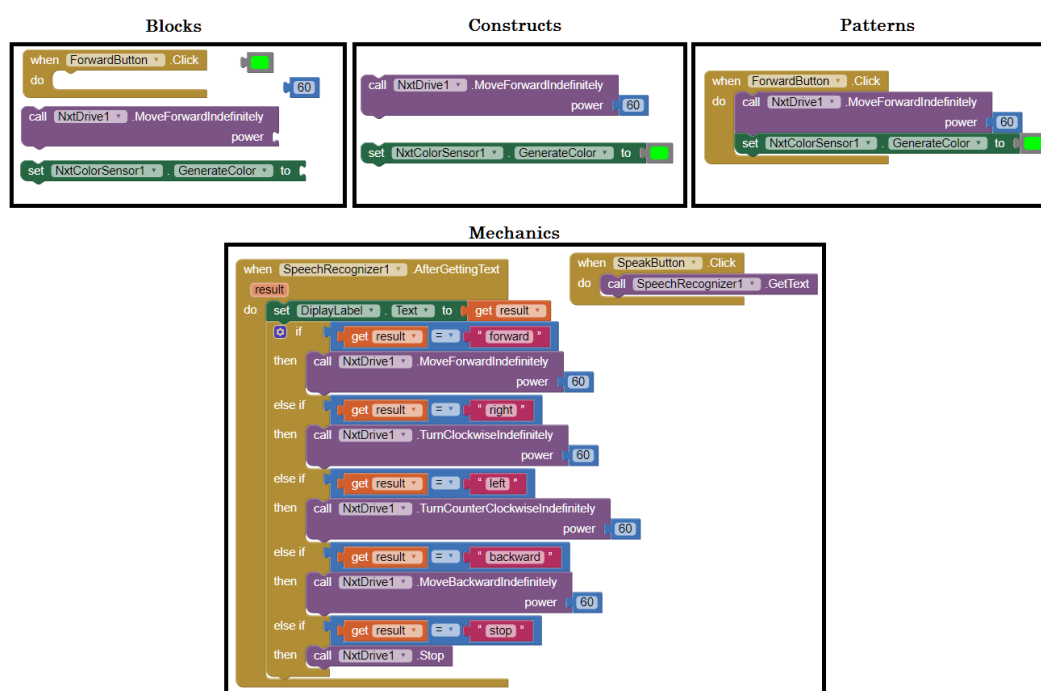 Blocks
when ForwardButton .Click
do
60
call NxtDrive1 .MoveForwardIndefinitely
power
set NxtColorSensor1 . GenerateColor to
Constructs
call NxtDrive1 .MoveForwardIndefinitely
power 60
set NxtColorSensor1 . GenerateColor to
Patterns
when ForwardButton .Click
do call NxtDrive1 .MoveForwardIndefinitely
power 60
set NxtColorSensor1 . GenerateColor to
Mechanics
when SpeechRecognizer1 .AfterGettingText
result
do set DiplayLabel . Text to get result
if get result = " forward "
then call NxtDrive1 .MoveForwardIndefinitely
power 60
else if get result = " right "
then call NxtDrive1 .TurnClockwiseIndefinitely
power 60
else if get result = " left "
then call NxtDrive1 .TurnCounterClockwiseIndefinitely
power 60
else if get result = " backward "
then call NxtDrive1 .MoveBackwardIndefinitely
power 60
else if get result = " stop "
then call NxtDrive1 .Stop
when SpeakButton .Click
do call SpeechRecognizer1 .GetText